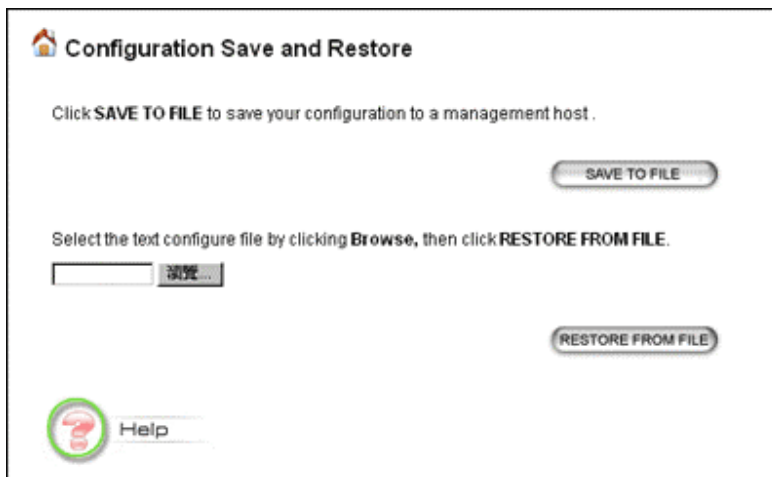 Configuration Save and Restore
Click SAVE TO FILE to save your configuration to a management host .
SAVE TO FILE
Select the text configure file by clicking Browse, then click RESTORE FROM FILE.
瀏覽...
RESTORE FROM FILE
Help